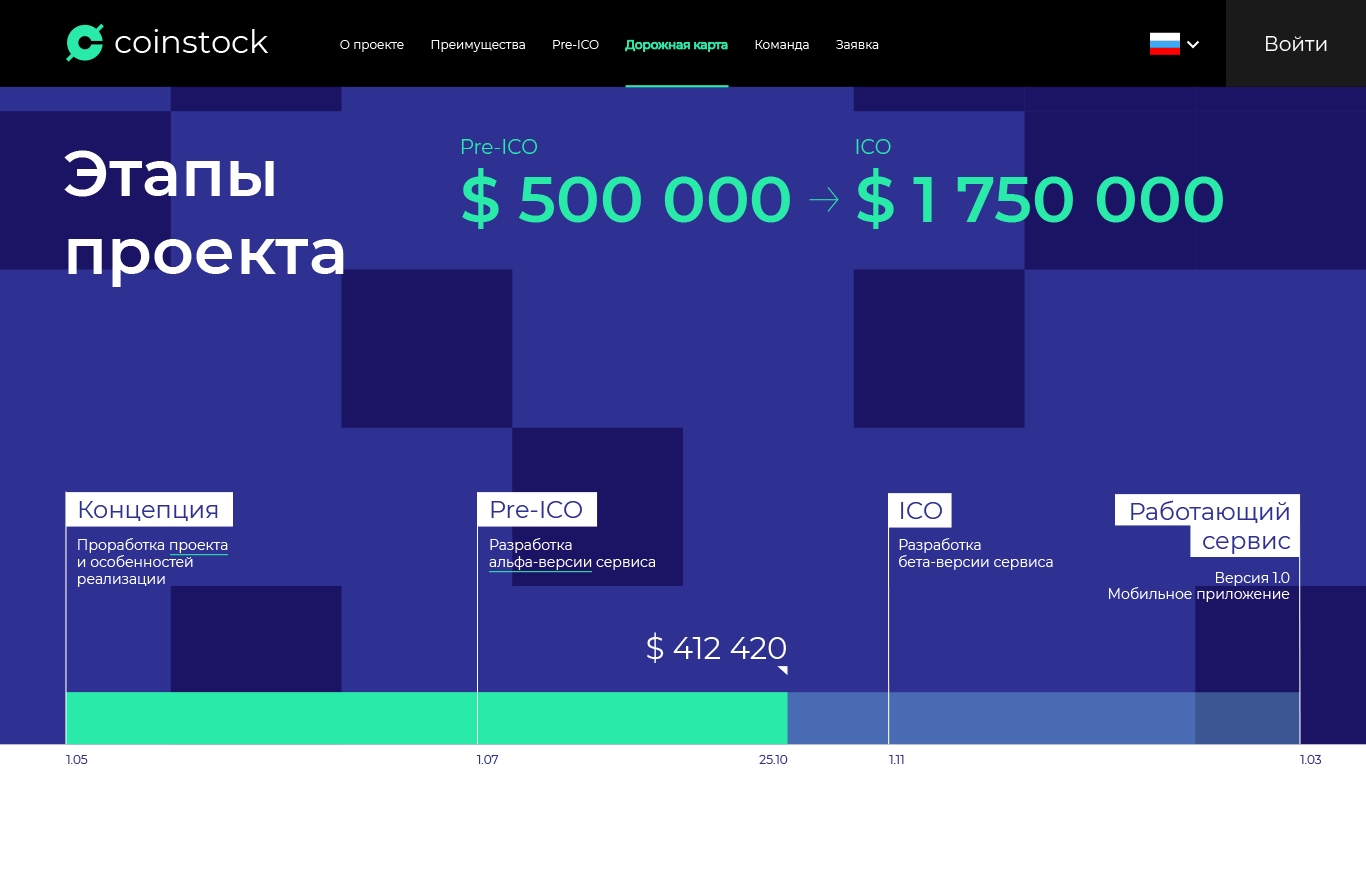 coinstock
О проекте
Преимущества
Pre-ICO
Дорожная карта
Команда
Заявка
Войти
Этапы
проекта
Pre-ICO
$ 500 000
ICO
$ 1 750 000
Концепция
Проработка проекта
и особенностей
реализации
Pre-ICO
Разработка
альфа-версии сервиса
ICO
Разработка
бета-версии сервиса
Работающий
сервис
Версия 1.0
Мобильное приложение
$ 412 420
1.05
1.07
25.10
1.11
1.03